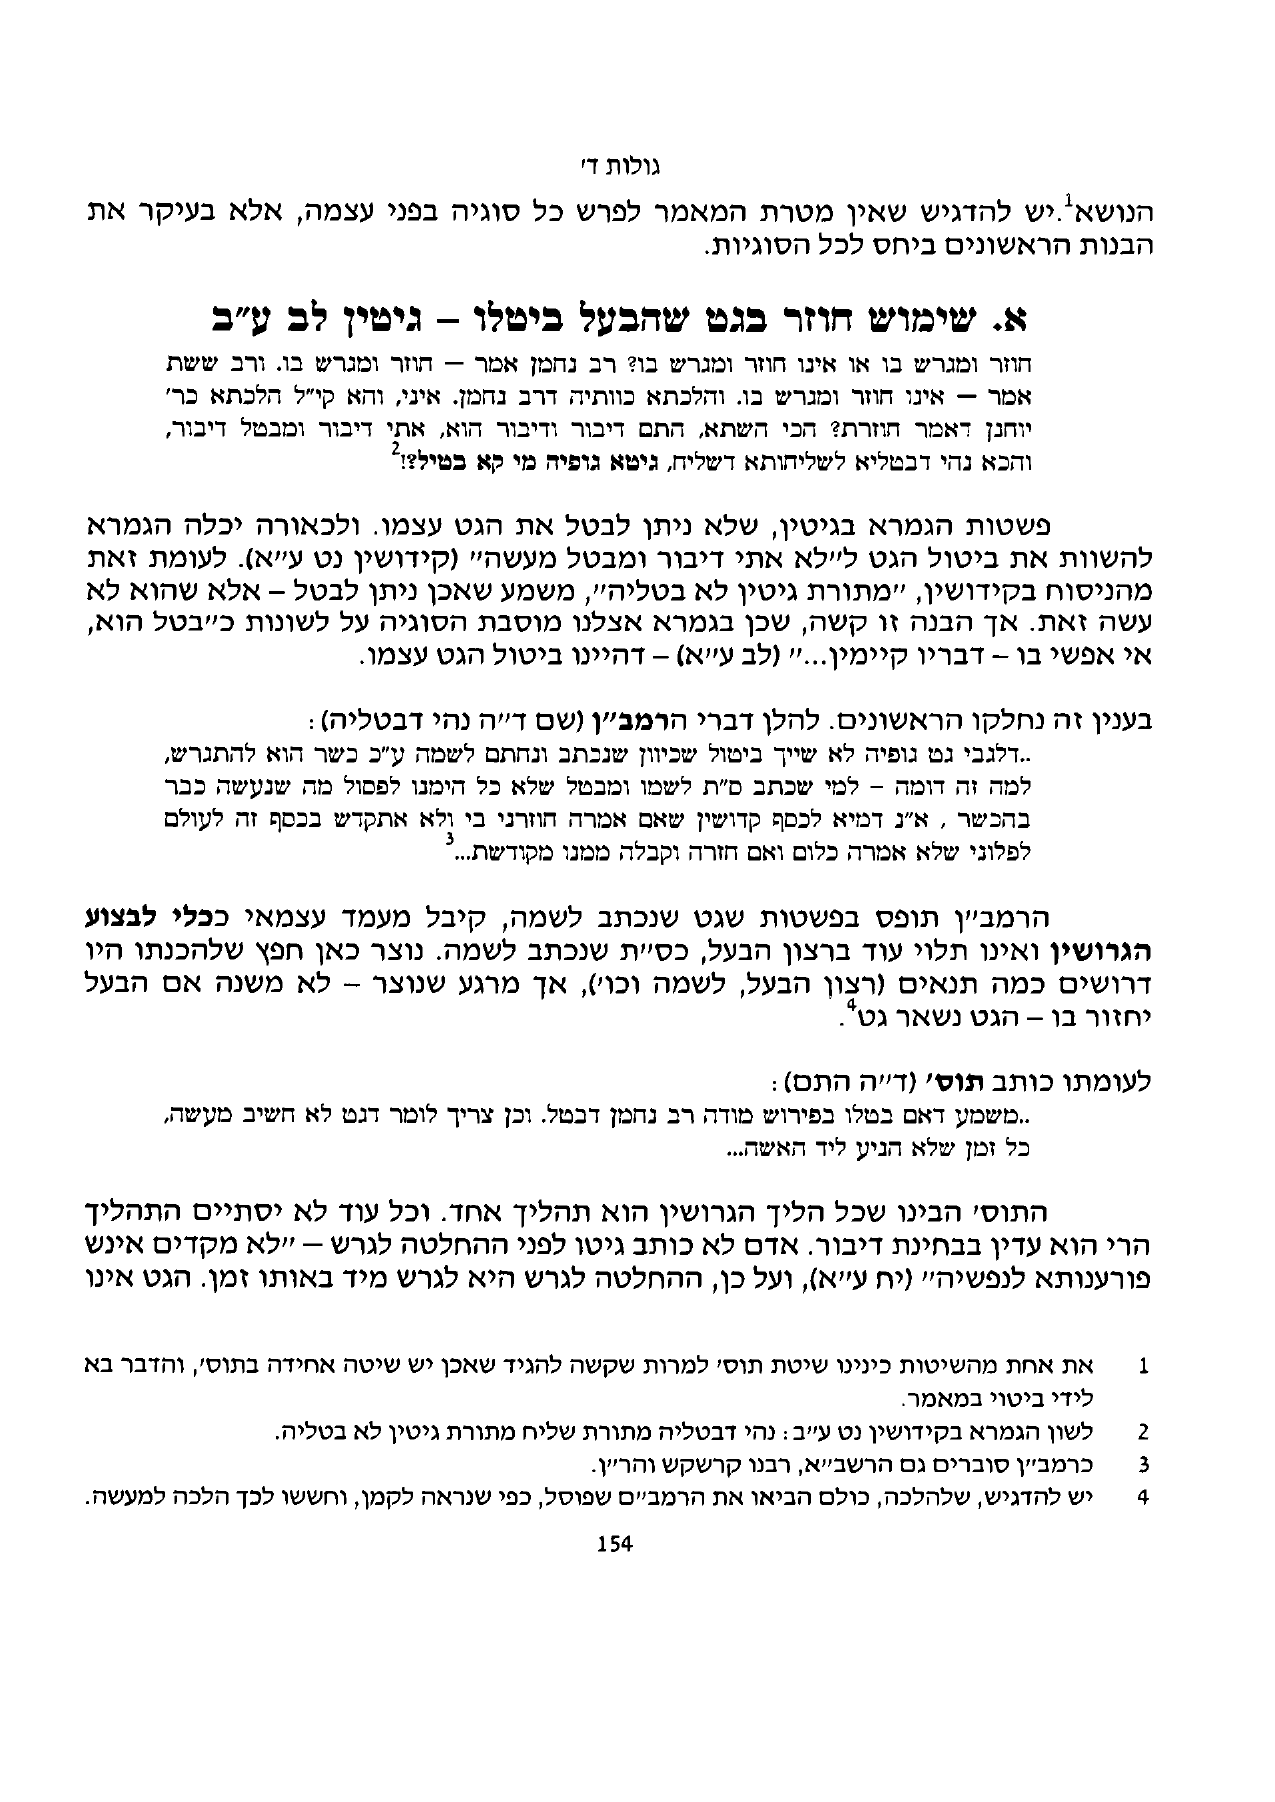 גולות ד'
הנושא1.יש להדגיש שאין מטרת המאמר לפרש כל סוגיה בפני עצמה, אלא בעיקר את
הבנות הראשונים ביחס לכל הסוגיות.
א. שימוש חוזר בגט שהבעל ביטלו – גיטין לב ע"ב
חוזר ומגרש בו או אינו חוזר ומגרש בו? רב נחמן אמר – חוזר ומגרש בו. ורב ששת
אמר – אינו חוזר ומגרש בו. והלכתא כוותיה דרב נחמן. איני, והא קי"ל הלכתא כר'
יוחנן דאמר חוזרת? הכי השתא, התם דיבור ודיבור הוא, אתי דיבור ומבטל דיבור,
והכא נהי דבטליא לשליחותא דשליח, גיטא גופיה מי קא בטיל?!2
פשטות הגמרא בגיטין, שלא ניתן לבטל את הגט עצמו. ולכאורה יכלה הגמרא
להשוות את ביטול הגט ל"לא אתי דיבור ומבטל מעשה" (קידושין נט ע"א). לעומת זאת
מהניסוח בקידושין, "מתורת גיטין לא בטליה", משמע שאכן ניתן לבטל – אלא שהוא לא
עשה זאת. אך הבנה זו קשה, שכן בגמרא אצלנו מוסבת הסוגיה על לשונות כ"בטל הוא,
אי אפשי בו – דבריו קיימין..." (לב ע"א) – דהיינו ביטול הגט עצמו.
בענין זה נחלקו הראשונים. להלן דברי הרמב"ן (שם ד"ה נהי דבטליה):
..דלגבי גט גופיה לא שייך ביטול שכיוון שנכתב ונחתם לשמה ע"כ כשר הוא להתגרש,
למה זה דומה – למי שכתב ס"ת לשמו ומבטל שלא כל הימנו לפסול מה שנעשה כבר
בהכשר , א"נ דמיא לכסף קדושין שאם אמרה חוזרני בי ולא אתקדש בכסף זה לעולם
לפלוני שלא אמרה כלום ואם חזרה וקבלה ממנו מקודשת...3
הרמב"ן תופס בפשטות שגט שנכתב לשמה, קיבל מעמד עצמאי ככלי לבצוע
הגרושין ואינו תלוי עוד ברצון הבעל, כס"ת שנכתב לשמה. נוצר כאן חפץ שלהכנתו היו
דרושים כמה תנאים (רצון הבעל, לשמה וכו'), אך מרגע שנוצר – לא משנה אם הבעל
יחזור בו – הגט נשאר גט4.
לעומתו כותב תוס' (ד"ה התם):
..משמע דאם בטלו בפירוש מודה רב נחמן דבטל. וכן צריך לומר דגט לא חשיב מעשה,
כל זמן שלא הגיע ליד האשה...
התוס' הבינו שכל הליך הגרושין הוא תהליך אחד. וכל עוד לא יסתיים התהליך
הרי הוא עדין בבחינת דיבור. אדם לא כותב גיטו לפני ההחלטה לגרש – "לא מקדים אינש
פורענותא לנפשיה" (יח ע"א), ועל כן, ההחלטה לגרש היא לגרש מיד באותו זמן. הגט אינו
1 את אחת מהשיטות כינינו שיטת תוס' למרות שקשה להגיד שאכן יש שיטה אחידה בתוס', והדבר בא
לידי ביטוי במאמר.
2 לשון הגמרא בקידושין נט ע"ב: נהי דבטליה מתורת שליח מתורת גיטין לא בטליה.
3 כרמב"ן סוברים גם הרשב"א, רבנו קרשקש והר"ן.
4 יש להדגיש, שלהלכה, כולם הביאו את הרמב"ם שפוסל, כפי שנראה לקמן, וחששו לכך הלכה למעשה.
154